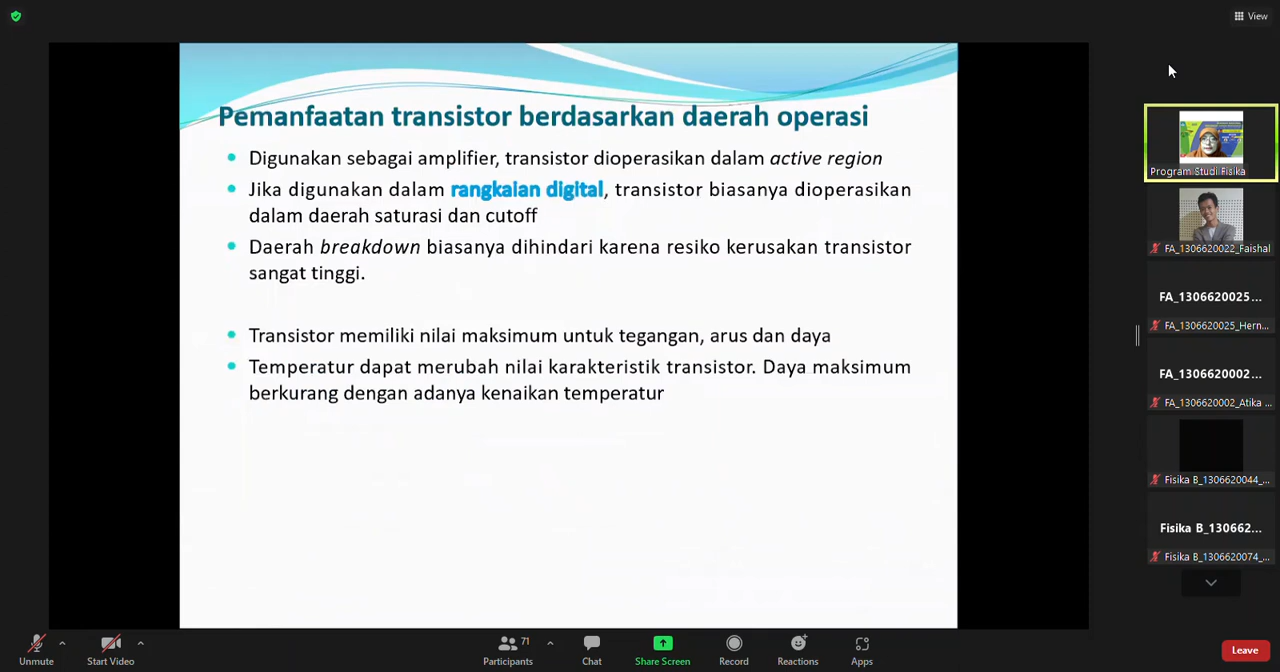 View
Pemanfaatan transistor berdasarkan daerah operasi
Digunakan sebagai amplifier, transistor dioperasikan dalam active region
Jika digunakan dalam rangkaian digital, transistor biasanya dioperasikan
dalam daerah saturasi dan cutoff
Daerah breakdown biasanya dihindari karena resiko kerusakan transistor
sangat tinggi.
Transistor memiliki nilai maksimum untuk tegangan, arus dan daya
Temperatur dapat merubah nilai karakteristik transistor. Daya maksimum
berkurang dengan adanya kenaikan temperatur
Program Studi Fisika
FA_1306620022_Faishal
FA_1306620025...
FA_1306620025_Hern...
FA_1306620002...
FA_1306620002_Atika ...
Fisika B_1306620044_...
Fisika B_130662...
Fisika B_1306620074_...
Unmute
Start Video
Participants
71
Chat
Share Screen
Record
Reactions
Apps
Leave